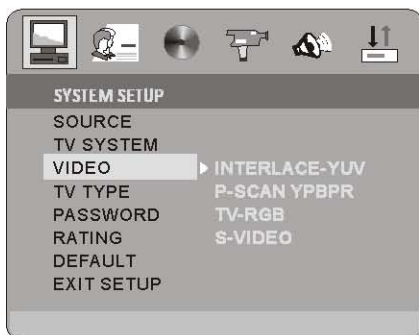 SYSTEM SETUP
SOURCE
TV SYSTEM
VIDEO INTERLACE-YUV
TV TYPE P-SCAN YPBPR
PASSWORD TV-RGB
RATING S-VIDEO
DEFAULT
EXIT SETUP